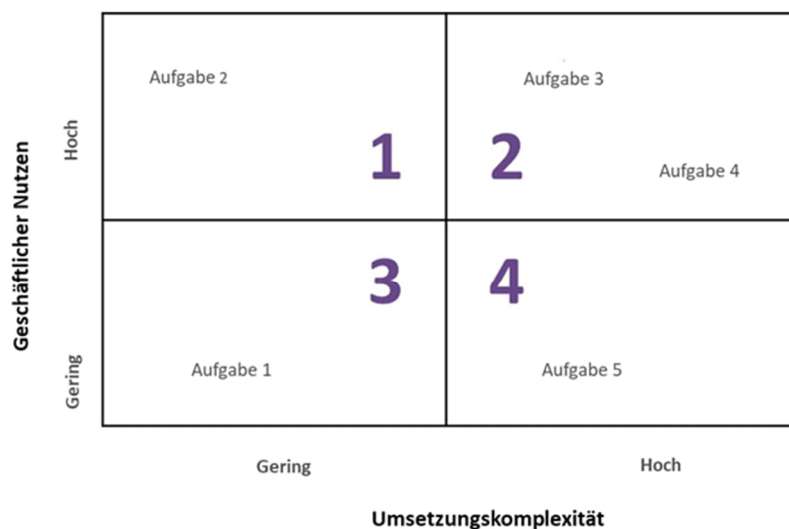 Aufgabe 2
Aufgabe 3
Hoch
1
2
Aufgabe 4
Geschäftlicher Nutzen
3
4
Gering
Aufgabe 1
Aufgabe 5
Gering
Hoch
Umsetzungskomplexität